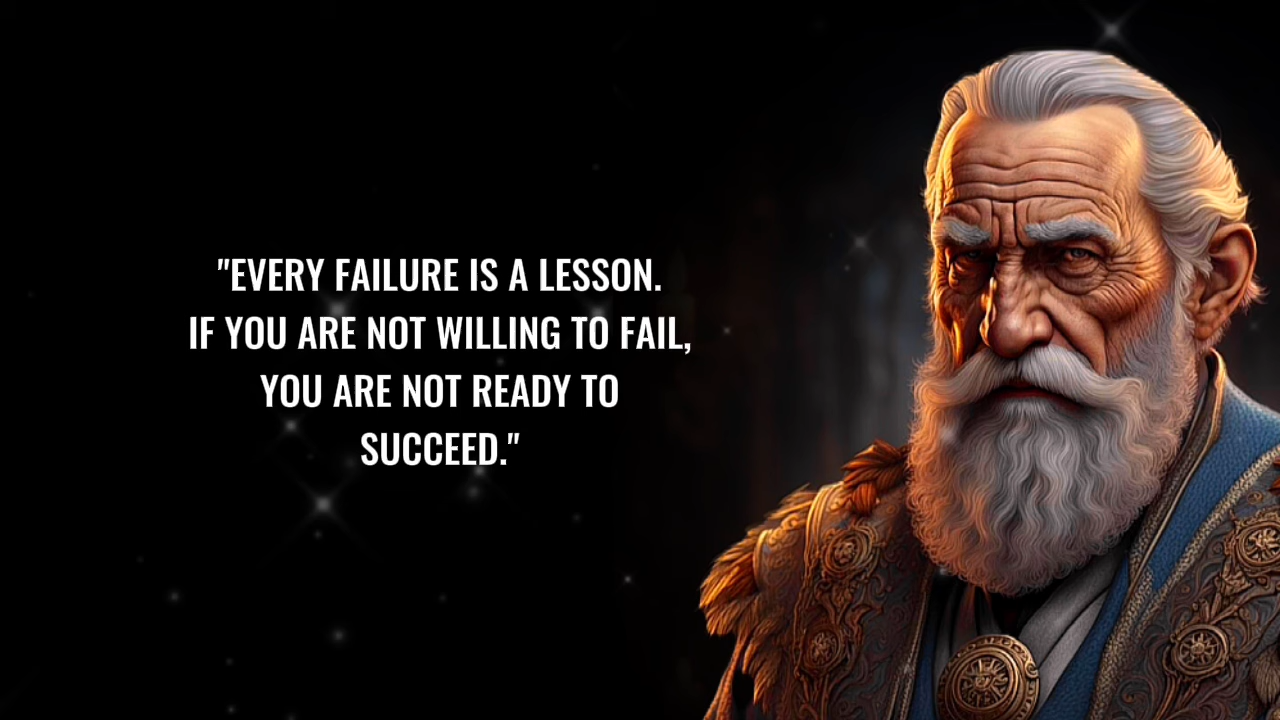 "EVERY FAILURE IS A LESSON.
IF YOU ARE NOT WILLING TO FAIL,
YOU ARE NOT READY TO
SUCCEED."